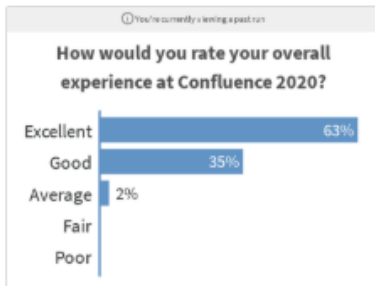 You're currently viewing a past run
How would you rate your overall
experience at Confluence 2020?
Excellent 63%
Good 35%
Average 2%
Fair
Poor